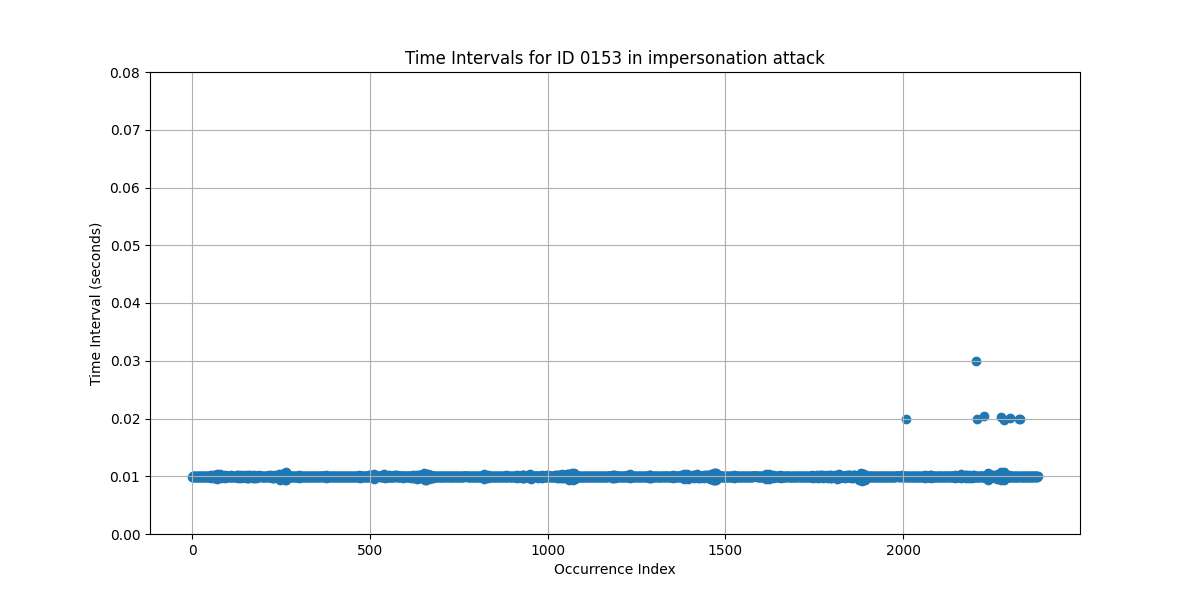 Time Intervals for ID 0153 in impersonation attack
0.08
0.07
0.06
0.05
0.04
0.03
0.02
0.01
0.00
Time Interval (seconds)
0 500 1000 1500 2000
Occurrence Index